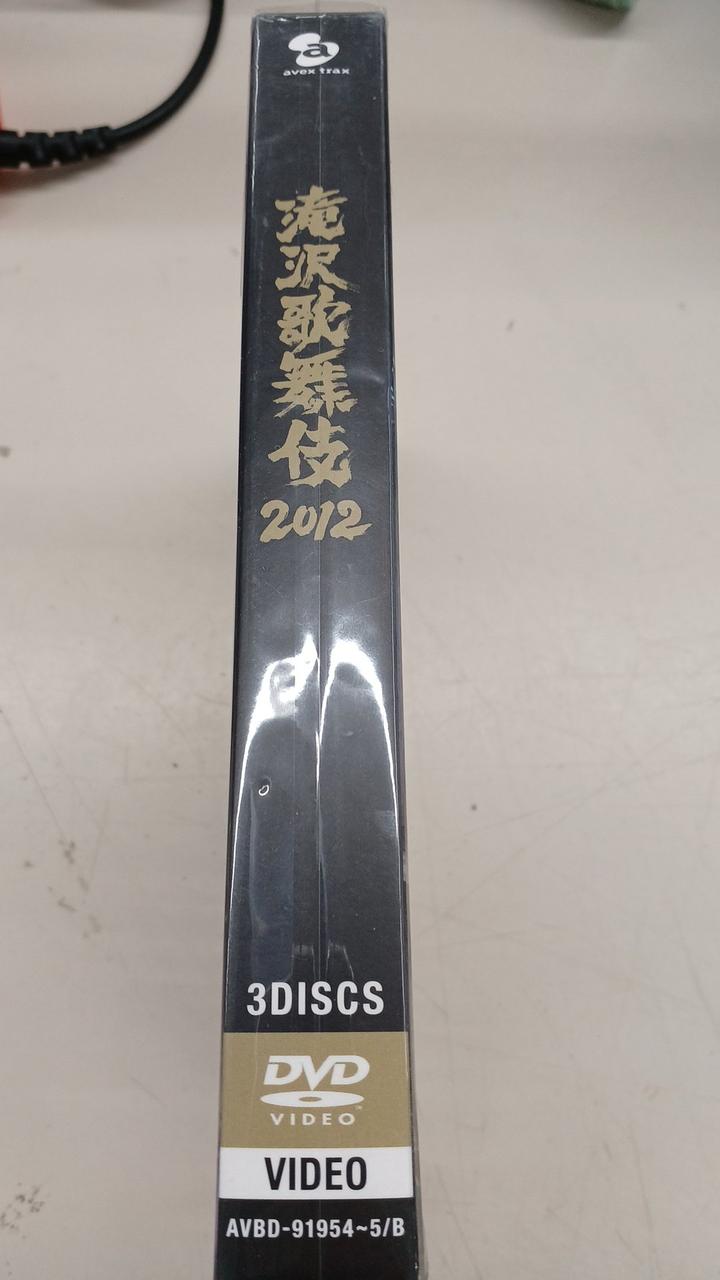 a
avex trax
滝沢歌舞伎
2012
3DISCS
DVD
VIDEO
VIDEO
AVBD-91954~5/B